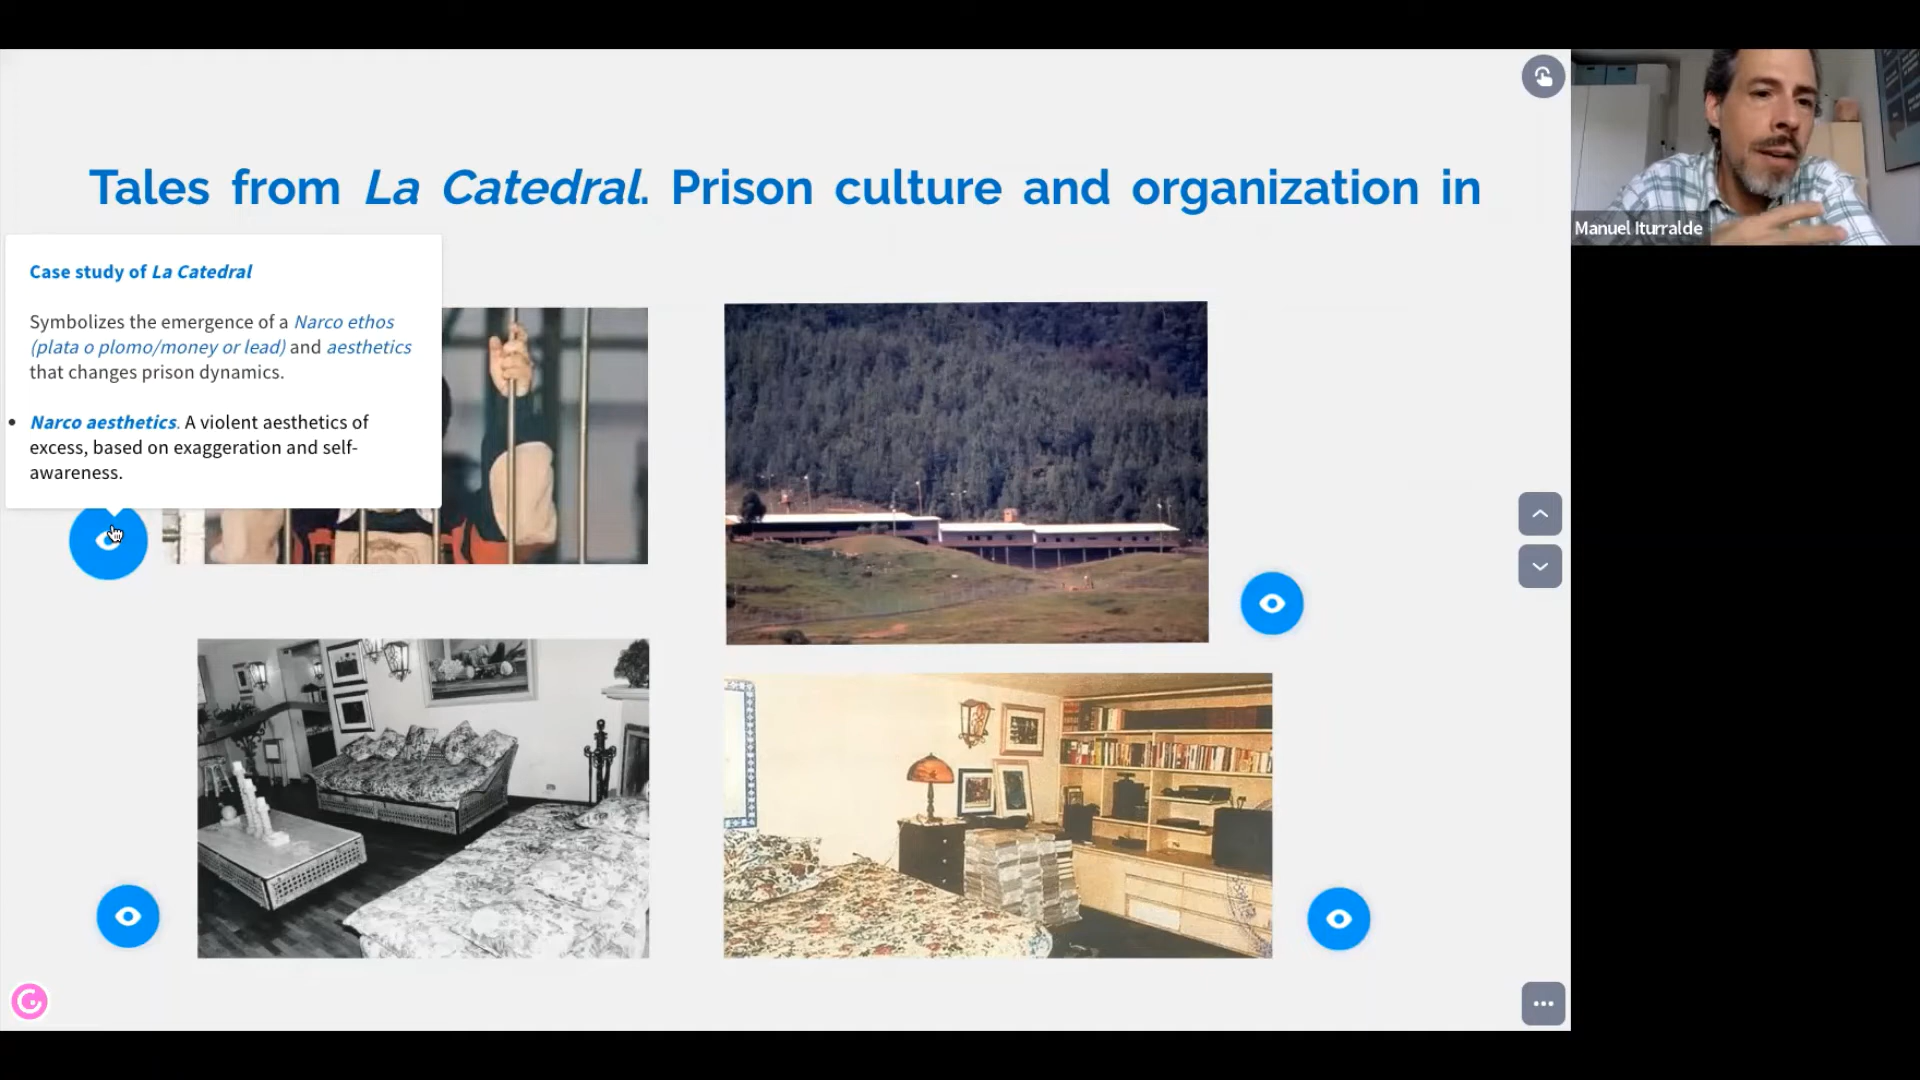 Tales from La Catedral. Prison culture and organization in
Manuel Iturralde
Case study of La Catedral
Symbolizes the emergence of a Narco ethos
(plata o plomo/money or lead) and aesthetics
that changes prison dynamics.
• Narco aesthetics. A violent aesthetics of
excess, based on exaggeration and self-
awareness.